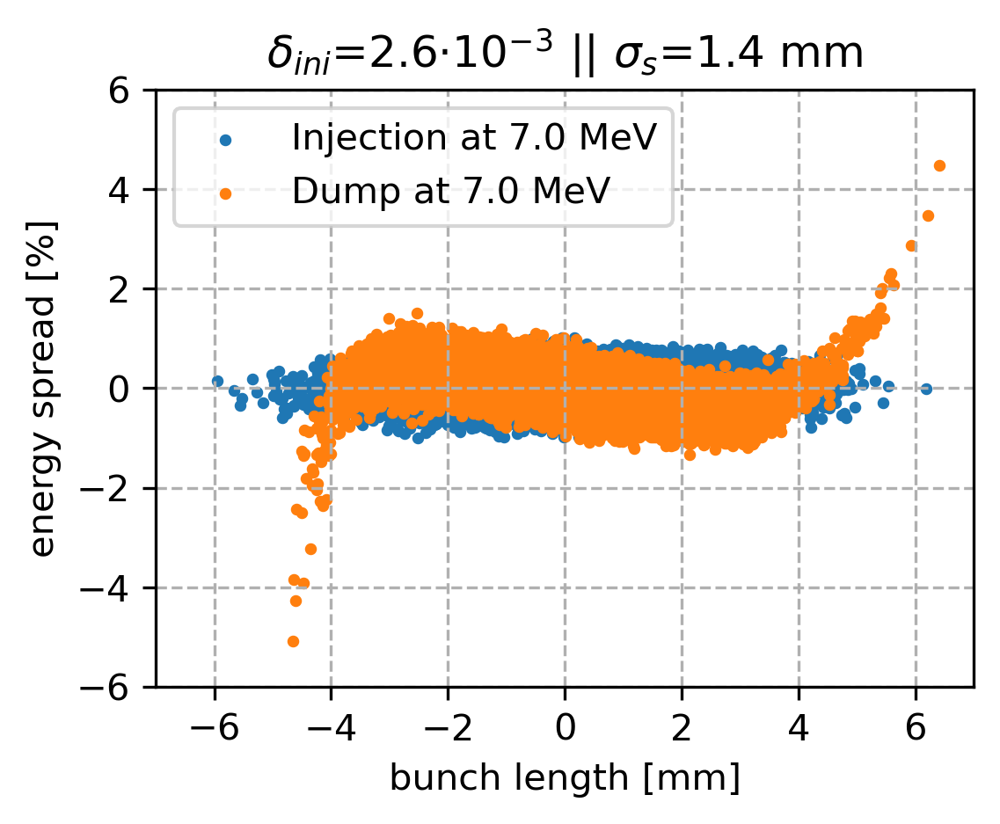 δini=2.6·10−3 || σs=1.4 mm
6
Injection at 7.0 MeV
Dump at 7.0 MeV
4
2
0
−2
−4
−6
energy spread [%]
−6 −4 −2 0 2 4 6
bunch length [mm]